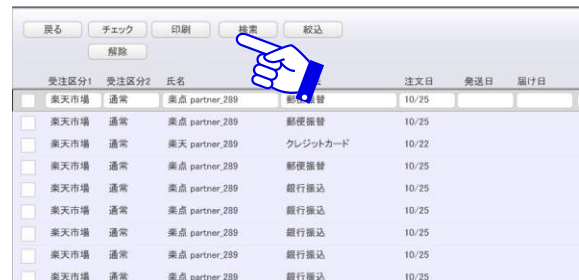 戻る チェック 印刷 検索 絞込
解除
受注区分1 受注区分2 氏名 注文日 発送日 届け日
楽天市場 通常 楽点 partner_289 郵便振替 10/25
楽天市場 通常 楽点 partner_289 郵便振替 10/25
楽天市場 通常 楽天 partner_289 クレジットカード 10/22
楽天市場 通常 楽点 partner_289 郵便振替 10/25
楽天市場 通常 楽点 partner_289 銀行振込 10/25
楽天市場 通常 楽点 partner_289 銀行振込 10/25
楽天市場 通常 楽点 partner_289 銀行振込 10/25
楽天市場 通常 楽点 partner_289 銀行振込 10/25
楽天市場 通常 楽点 partner_289 銀行振込 10/25